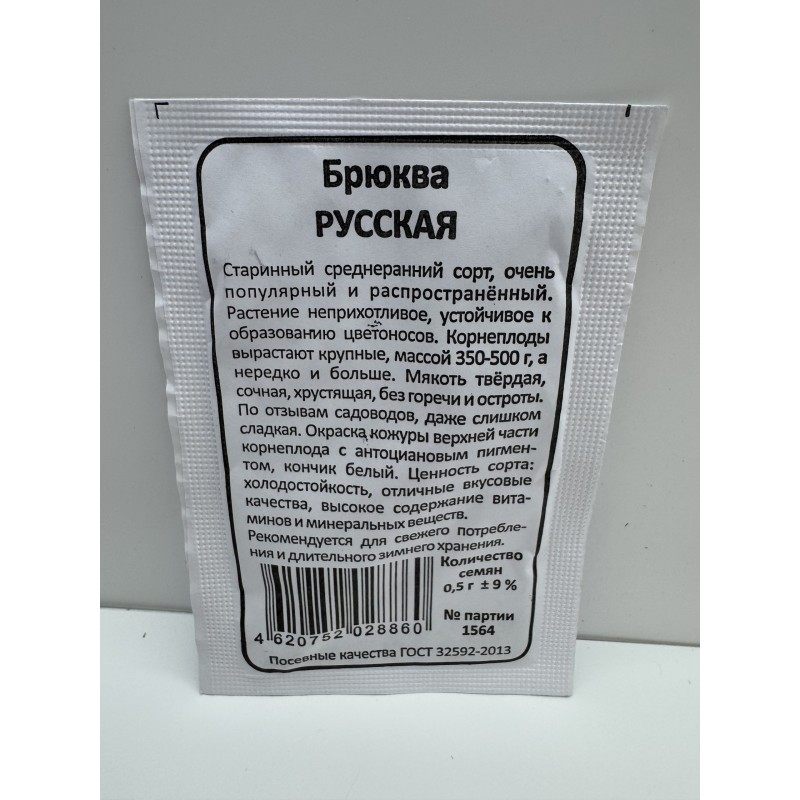 Брюква
РУССКАЯ
Старинный среднеранний сорт, очень
популярный и распространённый.
Растение неприхотливое, устойчивое к
образованию цветоносов. Корнеплоды
вырастают крупные, массой 350-500 г, а
нередко и больше. Мякоть твёрдая,
сочная, хрустящая, без горечи и остроты.
По отзывам садоводов, даже слишком
сладкая. Окраска кожуры верхней части
корнеплода с антоциановым пигмен-
том, кончик белый. Ценность сорта:
холодостойкость, отличные вкусовые
качества, высокое содержание вита-
минов и минеральных веществ.
Рекомендуется для свежего Потребле-
ния и длительного зимнего хранения.
Количество
семян
0,5 г ± 9 %
№ партии
1564
4 620752 028860
Посевные качества ГОСТ 32592-2013